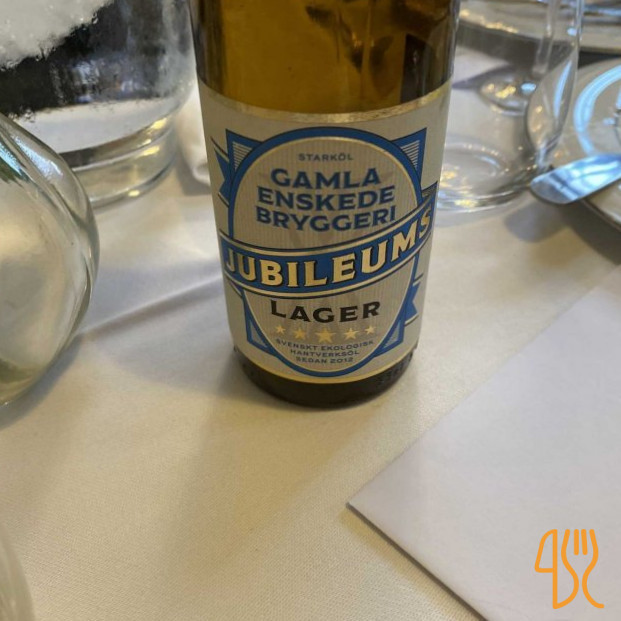 STARKÖL
GAMLA
ENSKEDE
BRYGGERI
JUBILEUMS
LAGER
SVENSKT EKOLOGISK
HANTVERKSÖL
SEDAN 2012